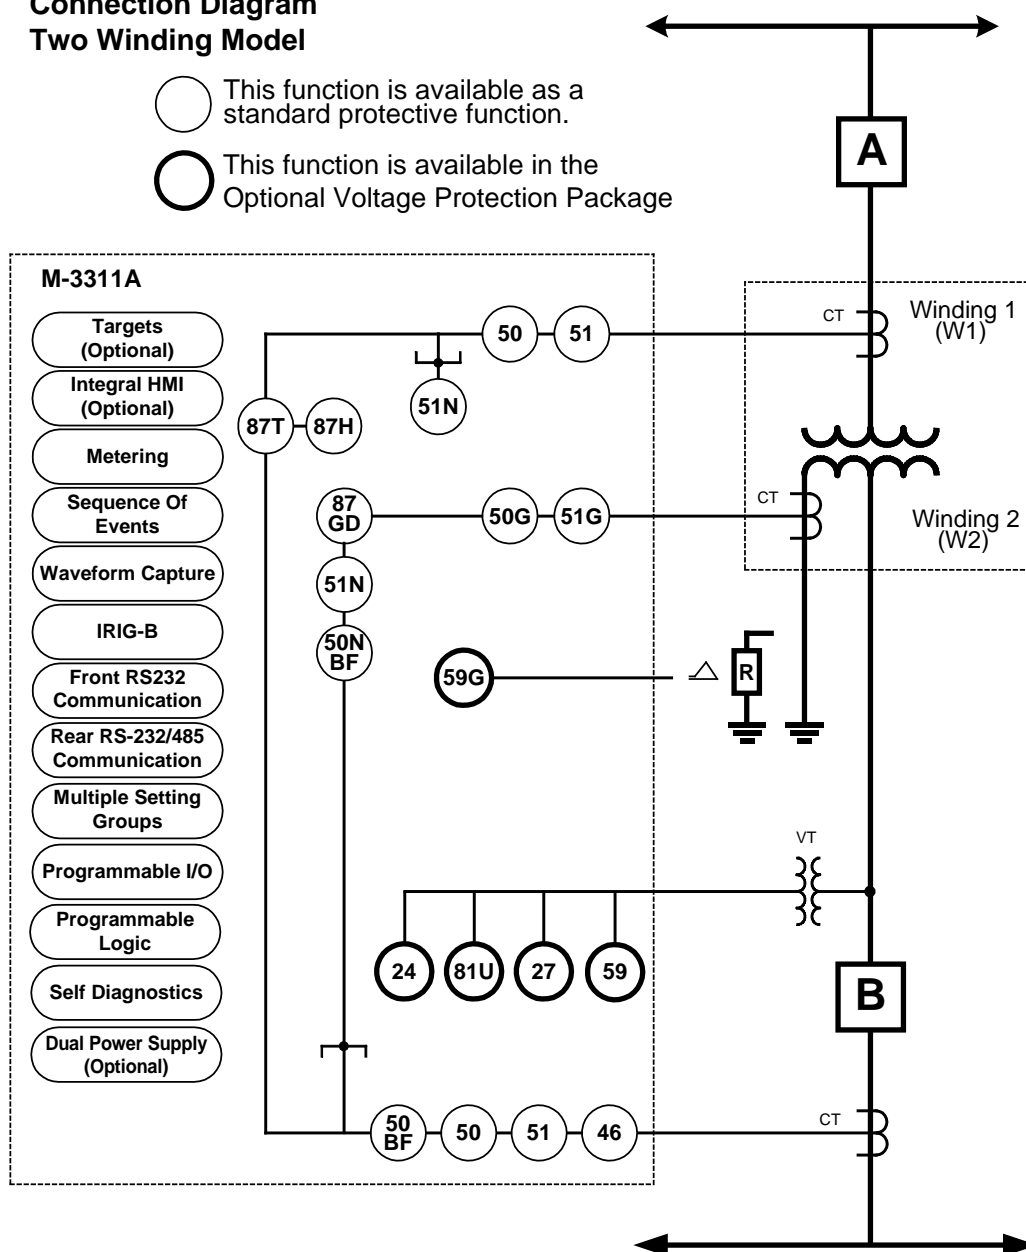 Connection Diagram
Two Winding Model
This function is available as a
standard protective function.
This function is available in the
Optional Voltage Protection Package
A
M-3311A
Targets
(Optional)
Integral HMI
(Optional)
Metering
Sequence Of
Events
Waveform Capture
IRIG-B
Front RS232
Communication
Rear RS-232/485
Communication
Multiple Setting
Groups
Programmable I/O
Programmable
Logic
Self Diagnostics
Dual Power Supply
(Optional)
50
51
CT
Winding 1
(W1)
51N
87T
87H
87
GD
50G
51G
CT
Winding 2
(W2)
51N
50N
BF
59G
R
VT
24
81U
27
59
B
50
BF
50
51
46
CT